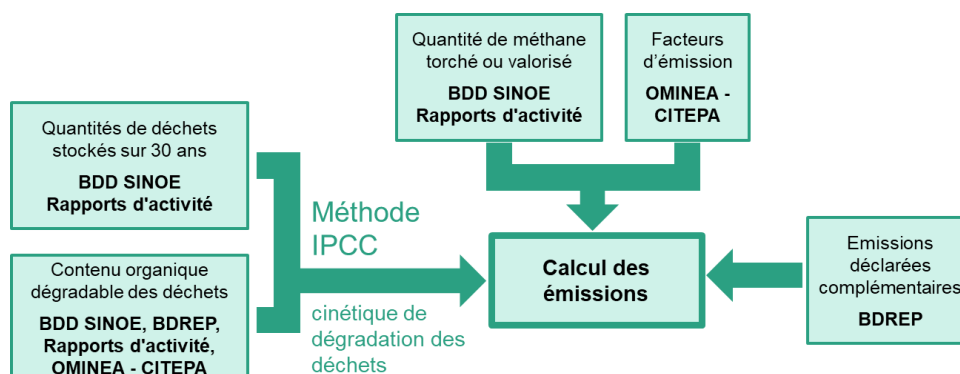 Quantité de méthane
torché ou valorisé
BDD SINOE
Rapports d'activité
Facteurs
d'émission
OMINEA -
CITEPA
Quantités de déchets
stockés sur 30 ans
BDD SINOE
Rapports d'activité
Méthode
IPCC
Contenu organique
dégradable des déchets
BDD SINOE, BDREP,
Rapports d'activité,
OMINEA - CITEPA
cinétique de
dégradation des
déchets
Calcul des
émissions
Emissions
déclarées
complémentaires
BDREP